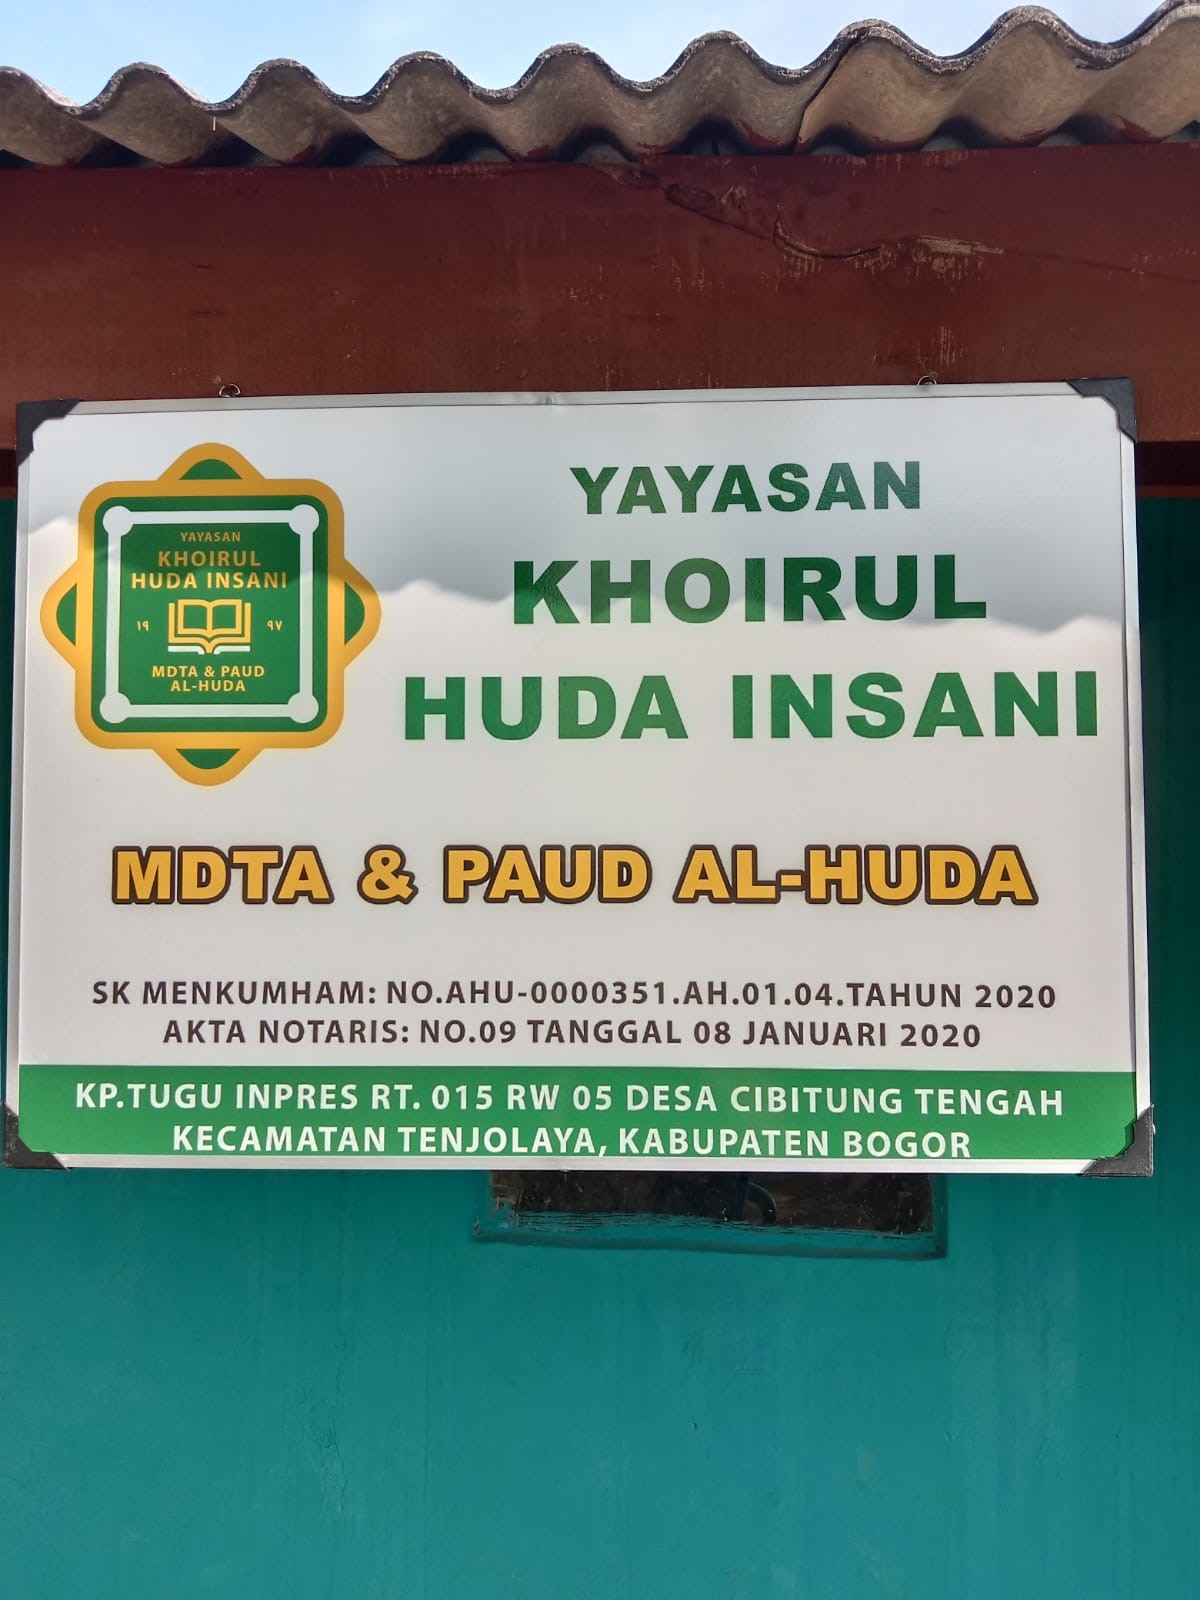 YAYASAN
KHOIRUL
HUDA INSANI
١٩ ٩٧
MDTA & PAUD
AL-HUDA
YAYASAN
KHOIRUL
HUDA INSANI
MDTA & PAUD AL-HUDA
SK MENKUMHAM: NO.AHU-0000351.AH.01.04.TAHUN 2020
AKTA NOTARIS: NO.09 TANGGAL 08 JANUARI 2020
KP.TUGU INPRES RT. 015 RW 05 DESA CIBITUNG TENGAH
KECAMATAN TENJOLAYA, KABUPATEN BOGOR